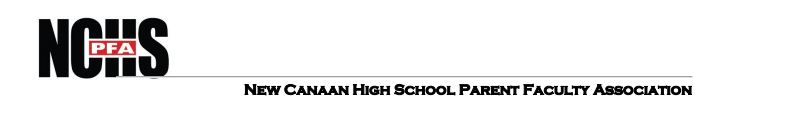 NCHS
PFA
New Canaan High School Parent Faculty Association